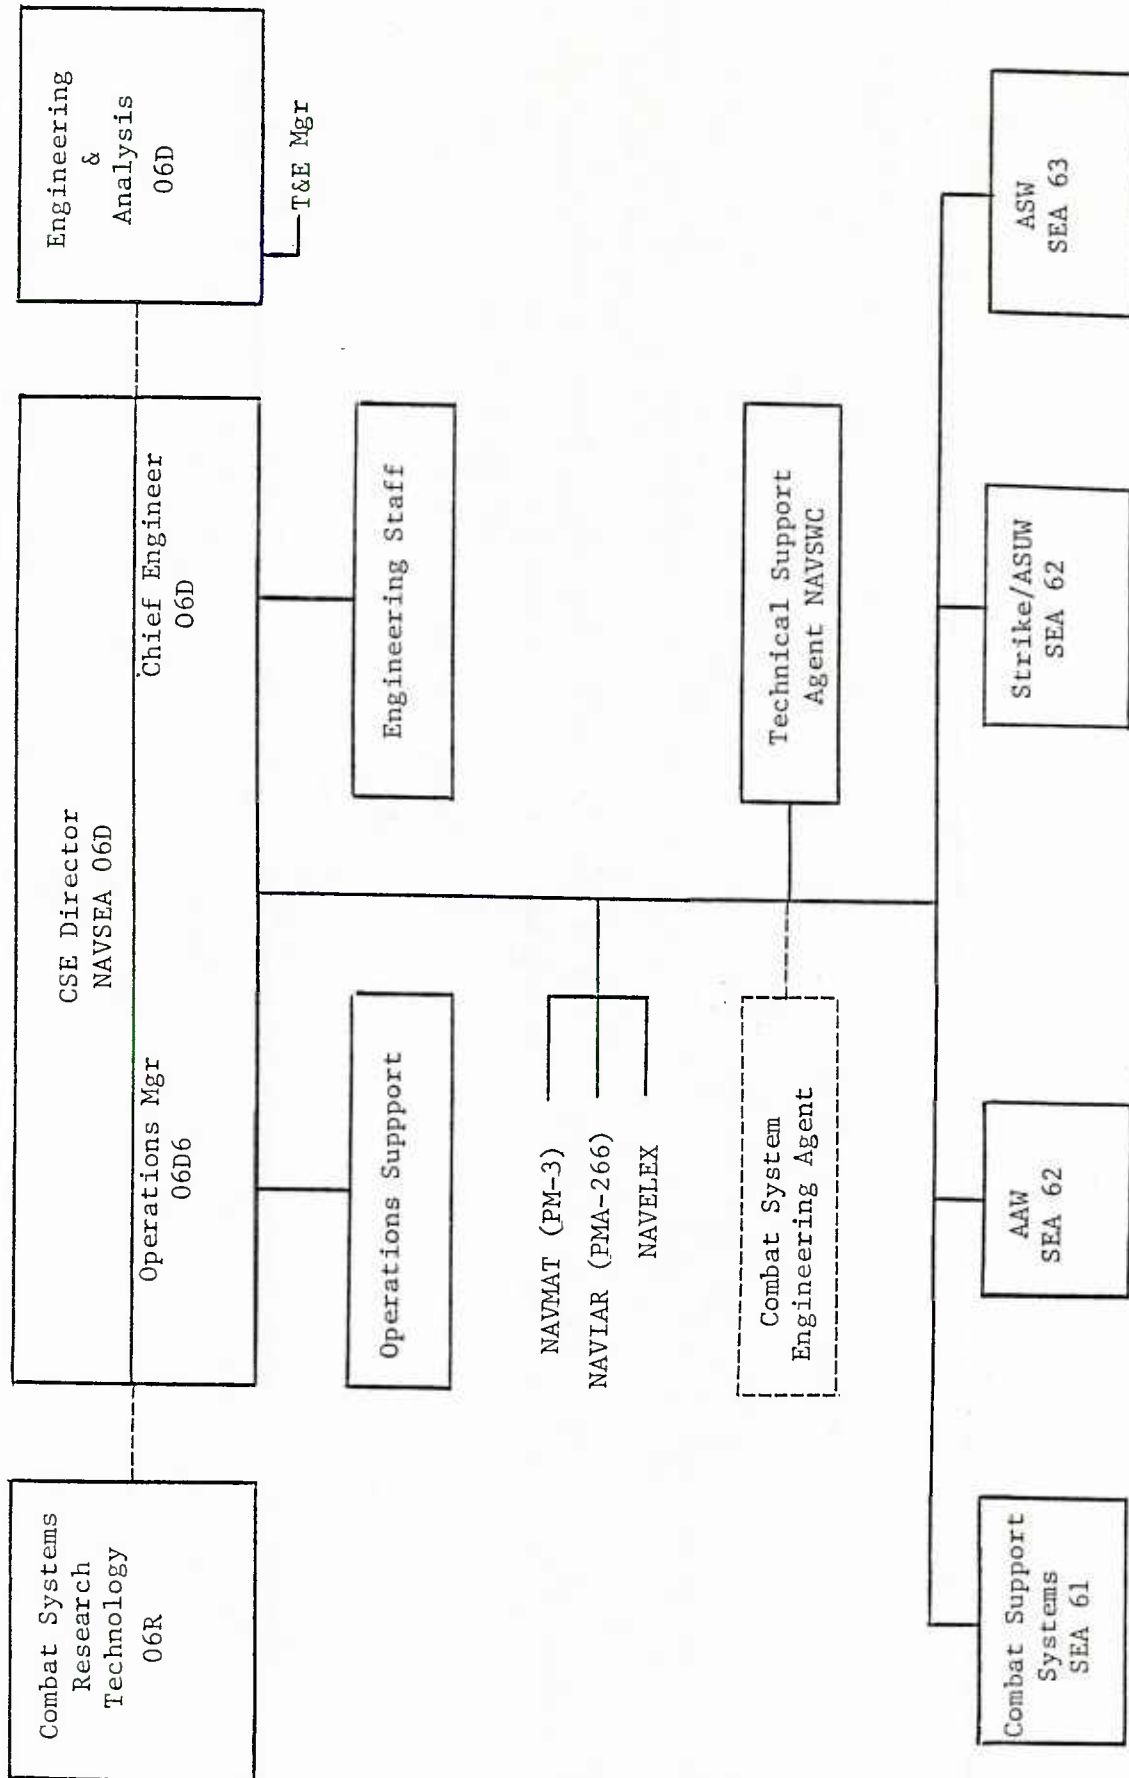 Combat Systems
Research
Technology
06R
CSE Director
NAVSEA 06D
Operations Mgr
06D6
Chief Engineer
06D
Engineering
&
Analysis
06D
T&E Mgr
Operations Suppport
Engineering Staff
NAVMAT (PM-3)
NAVIAR (PMA-266)
NAVELEX
Combat System
Engineering Agent
Technical Support
Agent NAVSWC
Combat Support
Systems
SEA 61
AAW
SEA 62
Strike/ASUW
SEA 62
ASW
SEA 63